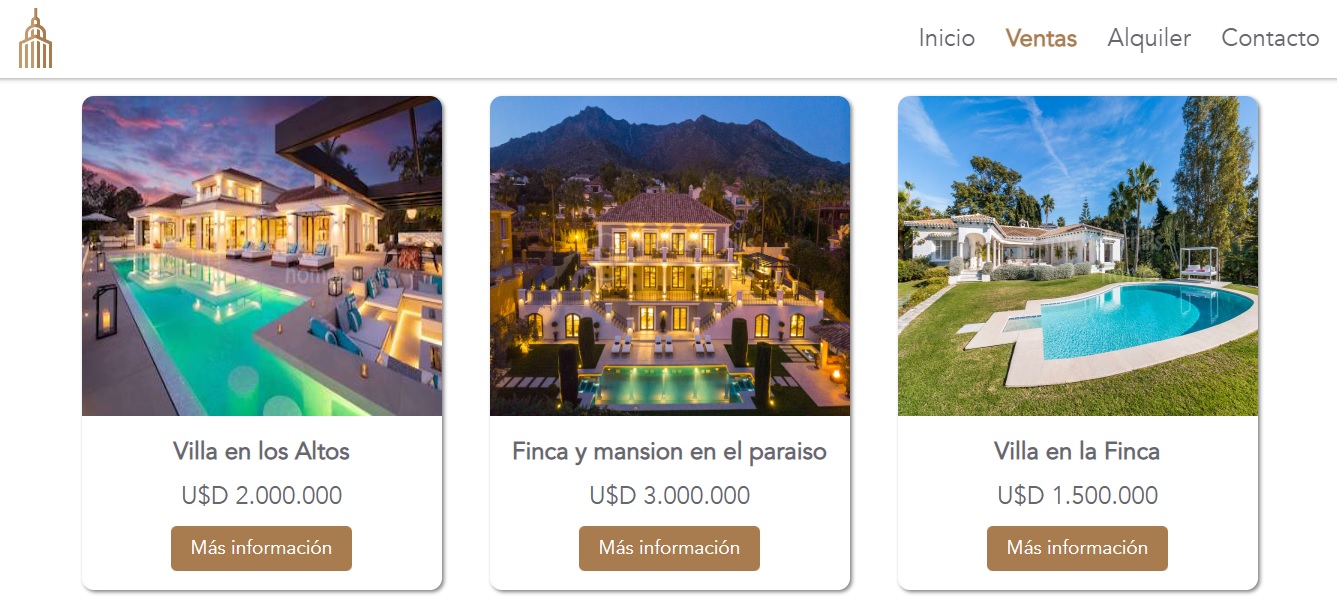 Inicio Ventas Alquiler Contacto
Villa en los Altos
U$D 2.000.000
Más información
Finca y mansion en el paraiso
U$D 3.000.000
Más información
Villa en la Finca
U$D 1.500.000
Más información